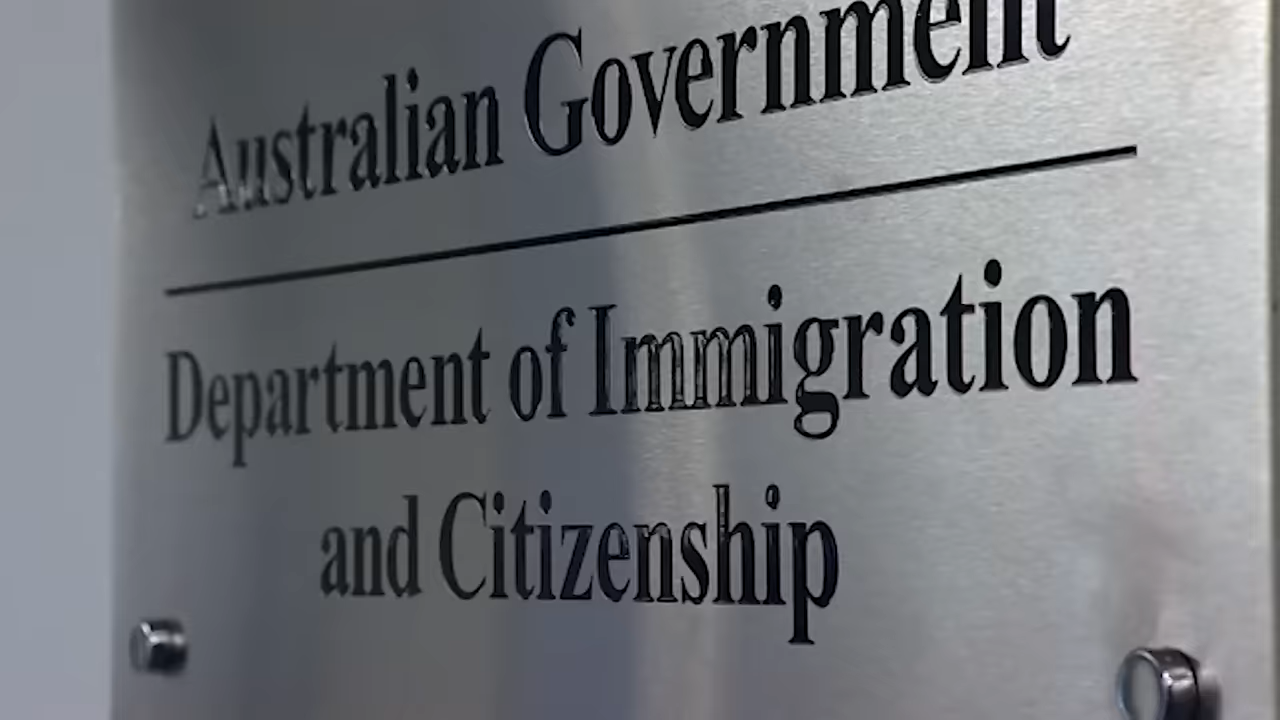 Australian Government
Department of Immigration
and Citizenship